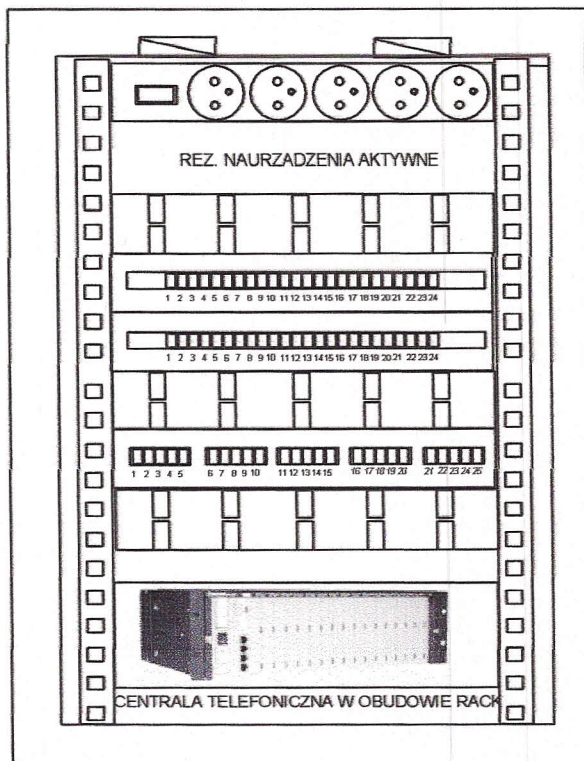 REZ. NAURZADZENIA AKTYWNE
1 2 3 4 5 6 7 8 9 10 11 12 13 14 15 16 17 18 19 20 21 22 23 24
1 2 3 4 5 6 7 8 9 10 11 12 13 14 15 16 17 18 19 20 21 22 23 24
1 2 3 4 5 6 7 8 9 10 11 12 13 14 15 16 17 18 19 20 21 22 23 24 25
CENTRALA TELEFONICZNA W OBUDOWIE RACK